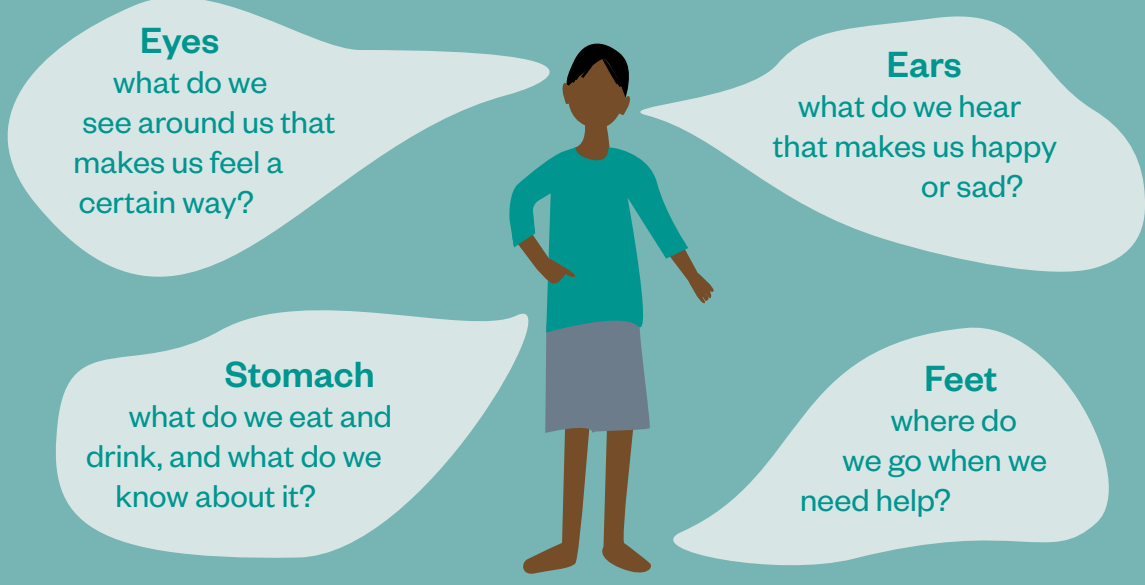 Eyes
what do we
see around us that
makes us feel a
certain way?
Ears
what do we hear
that makes us happy
or sad?
Stomach
what do we eat and
drink, and what do we
know about it?
Feet
where do
we go when we
need help?